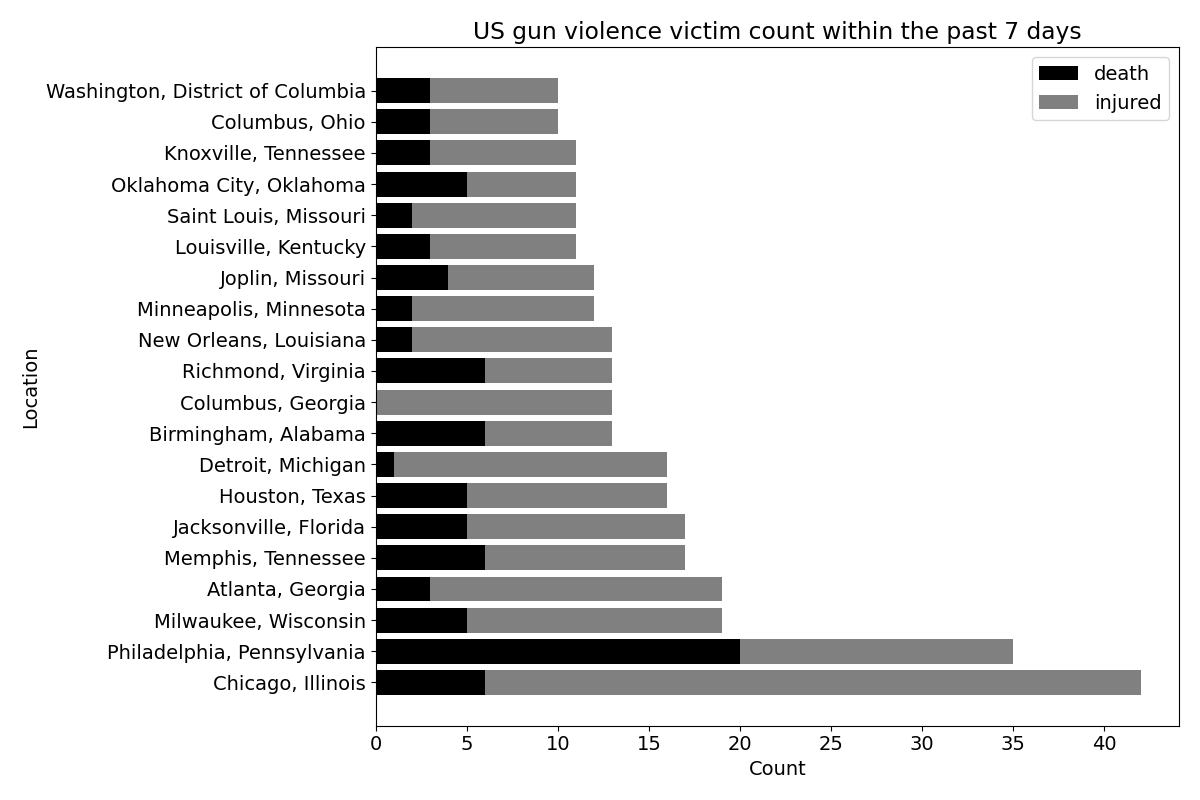 US gun violence victim count within the past 7 days
death
injured
Washington, District of Columbia
Columbus, Ohio
Knoxville, Tennessee
Oklahoma City, Oklahoma
Saint Louis, Missouri
Louisville, Kentucky
Joplin, Missouri
Minneapolis, Minnesota
New Orleans, Louisiana
Richmond, Virginia
Columbus, Georgia
Birmingham, Alabama
Detroit, Michigan
Houston, Texas
Jacksonville, Florida
Memphis, Tennessee
Atlanta, Georgia
Milwaukee, Wisconsin
Philadelphia, Pennsylvania
Chicago, Illinois
Location
0 5 10 15 20 25 30 35 40
Count